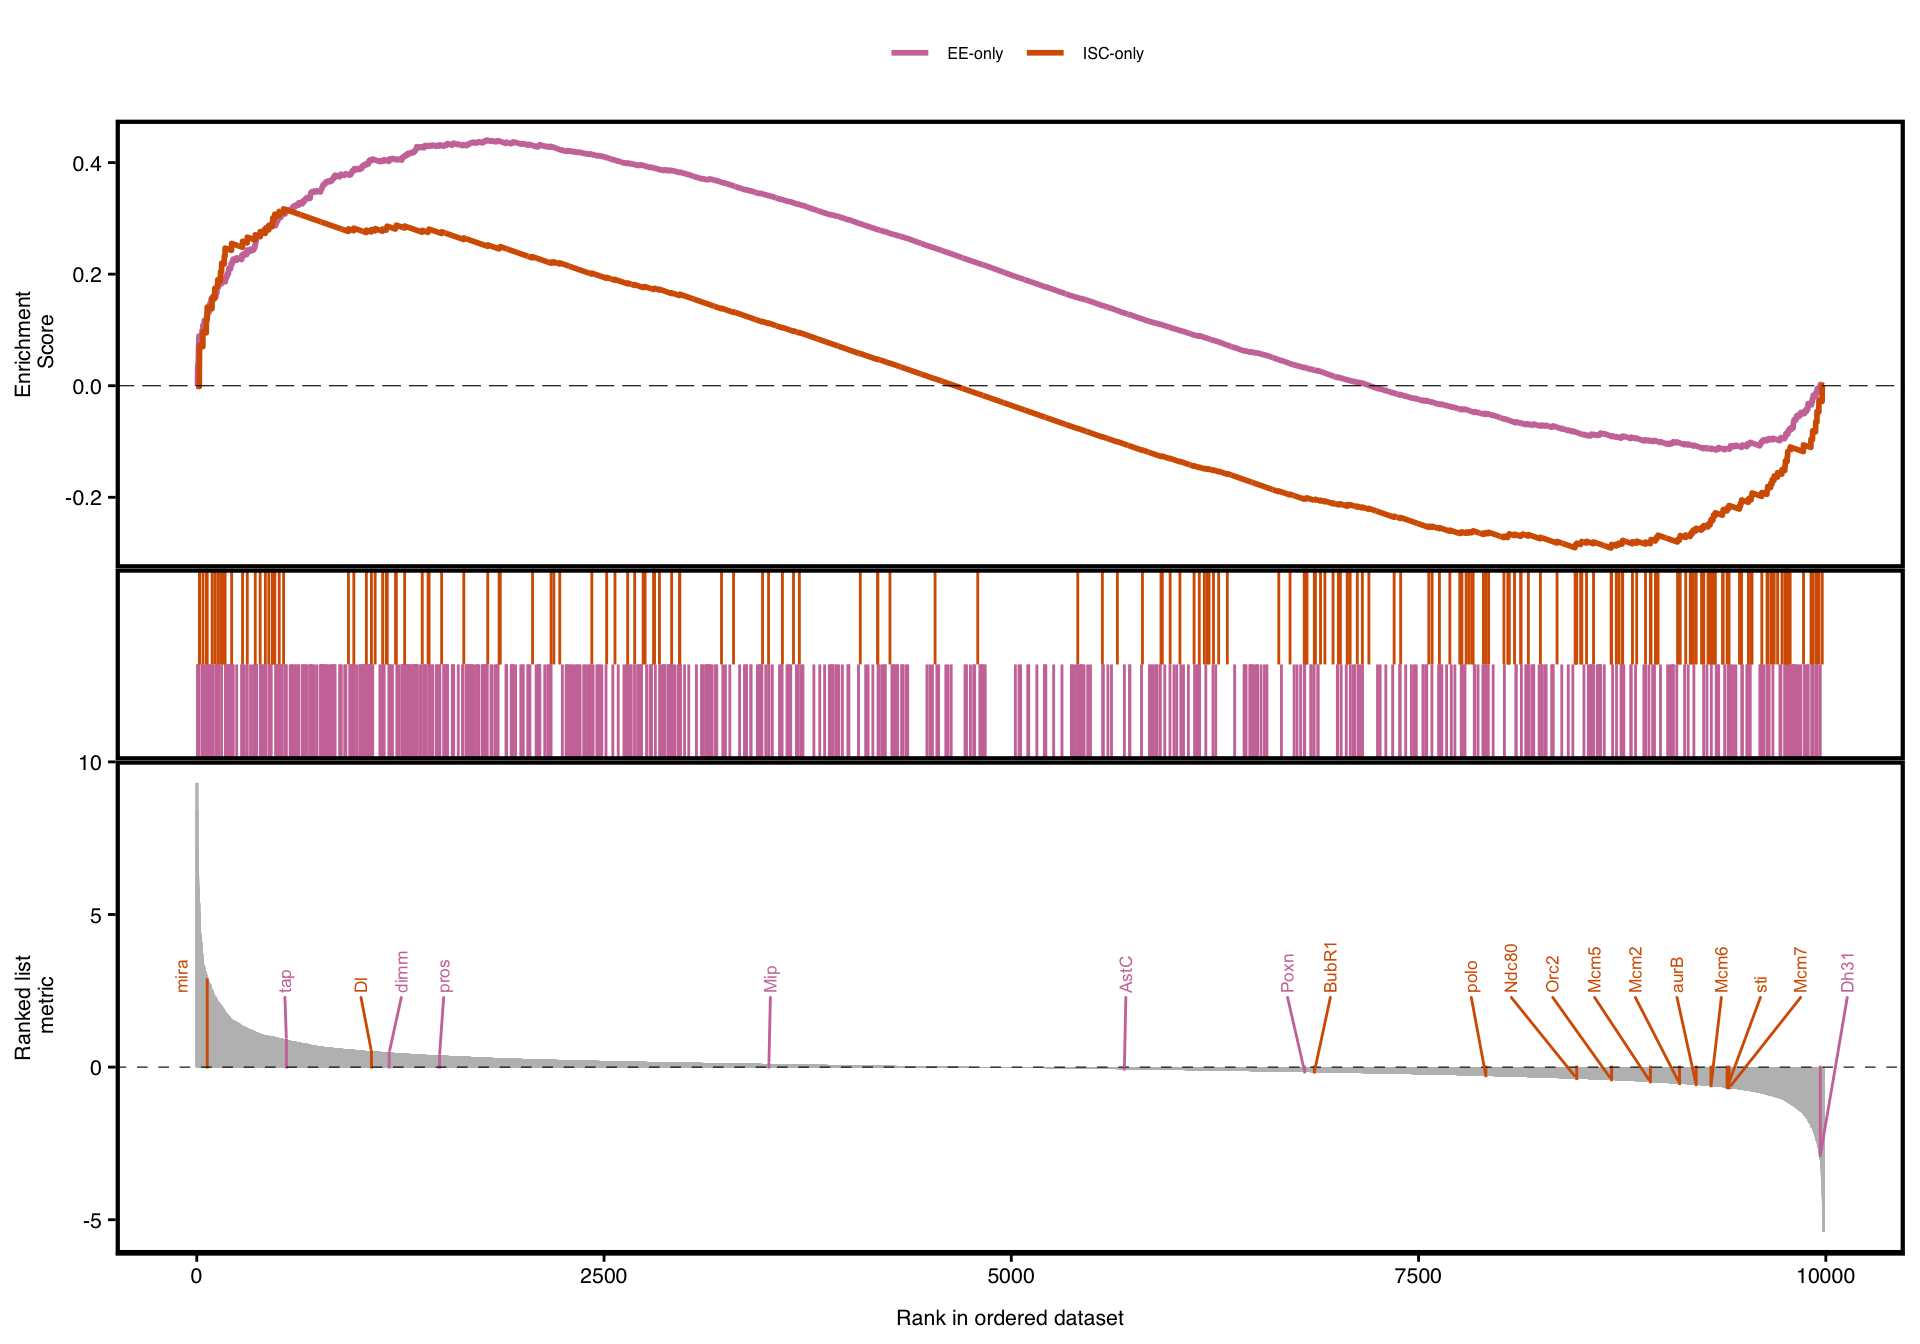 EE-only ISC-only
Enrichment
Score
0.4
0.2
0.0
-0.2
Ranked list
metric
10
5
0
-5
mira tap Dl dimm pros Mip AstC Poxn BubR1 polo Ndc80 Orc2 Mcm5 Mcm2 aurB Mcm6 sti Mcm7 Dh31
0 2500 5000 7500 10000
Rank in ordered dataset